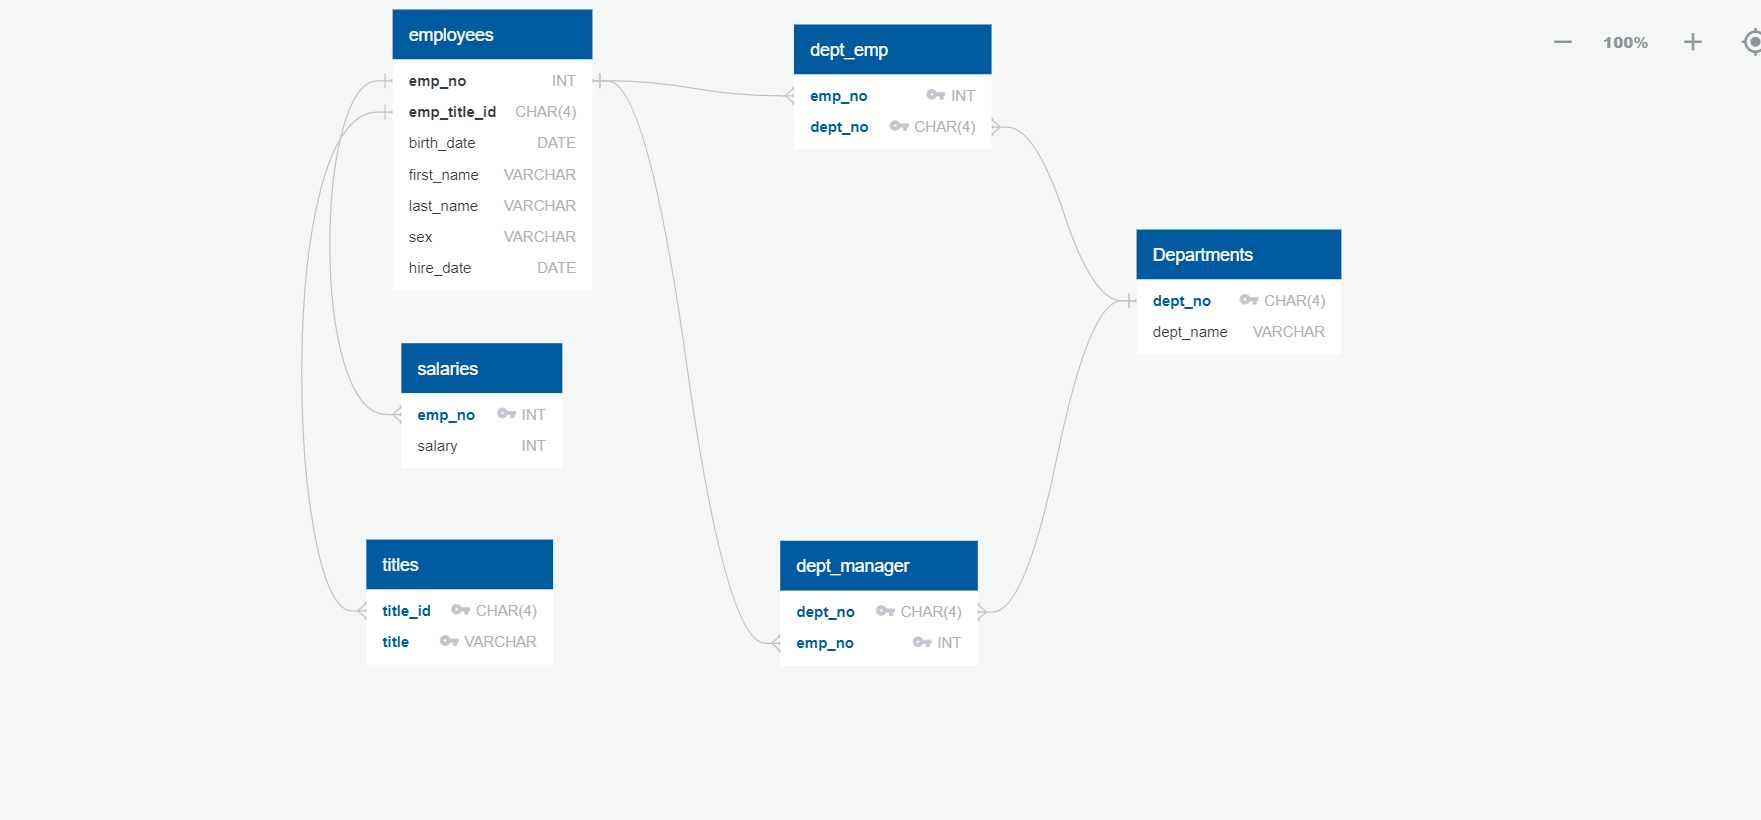 employees
emp_no INT
emp_title_id CHAR(4)
birth_date DATE
first_name VARCHAR
last_name VARCHAR
sex VARCHAR
hire_date DATE
dept_emp
emp_no INT
dept_no CHAR(4)
100%
Departments
dept_no CHAR(4)
dept_name VARCHAR
salaries
emp_no INT
salary INT
titles
title_id CHAR(4)
title VARCHAR
dept_manager
dept_no CHAR(4)
emp_no INT